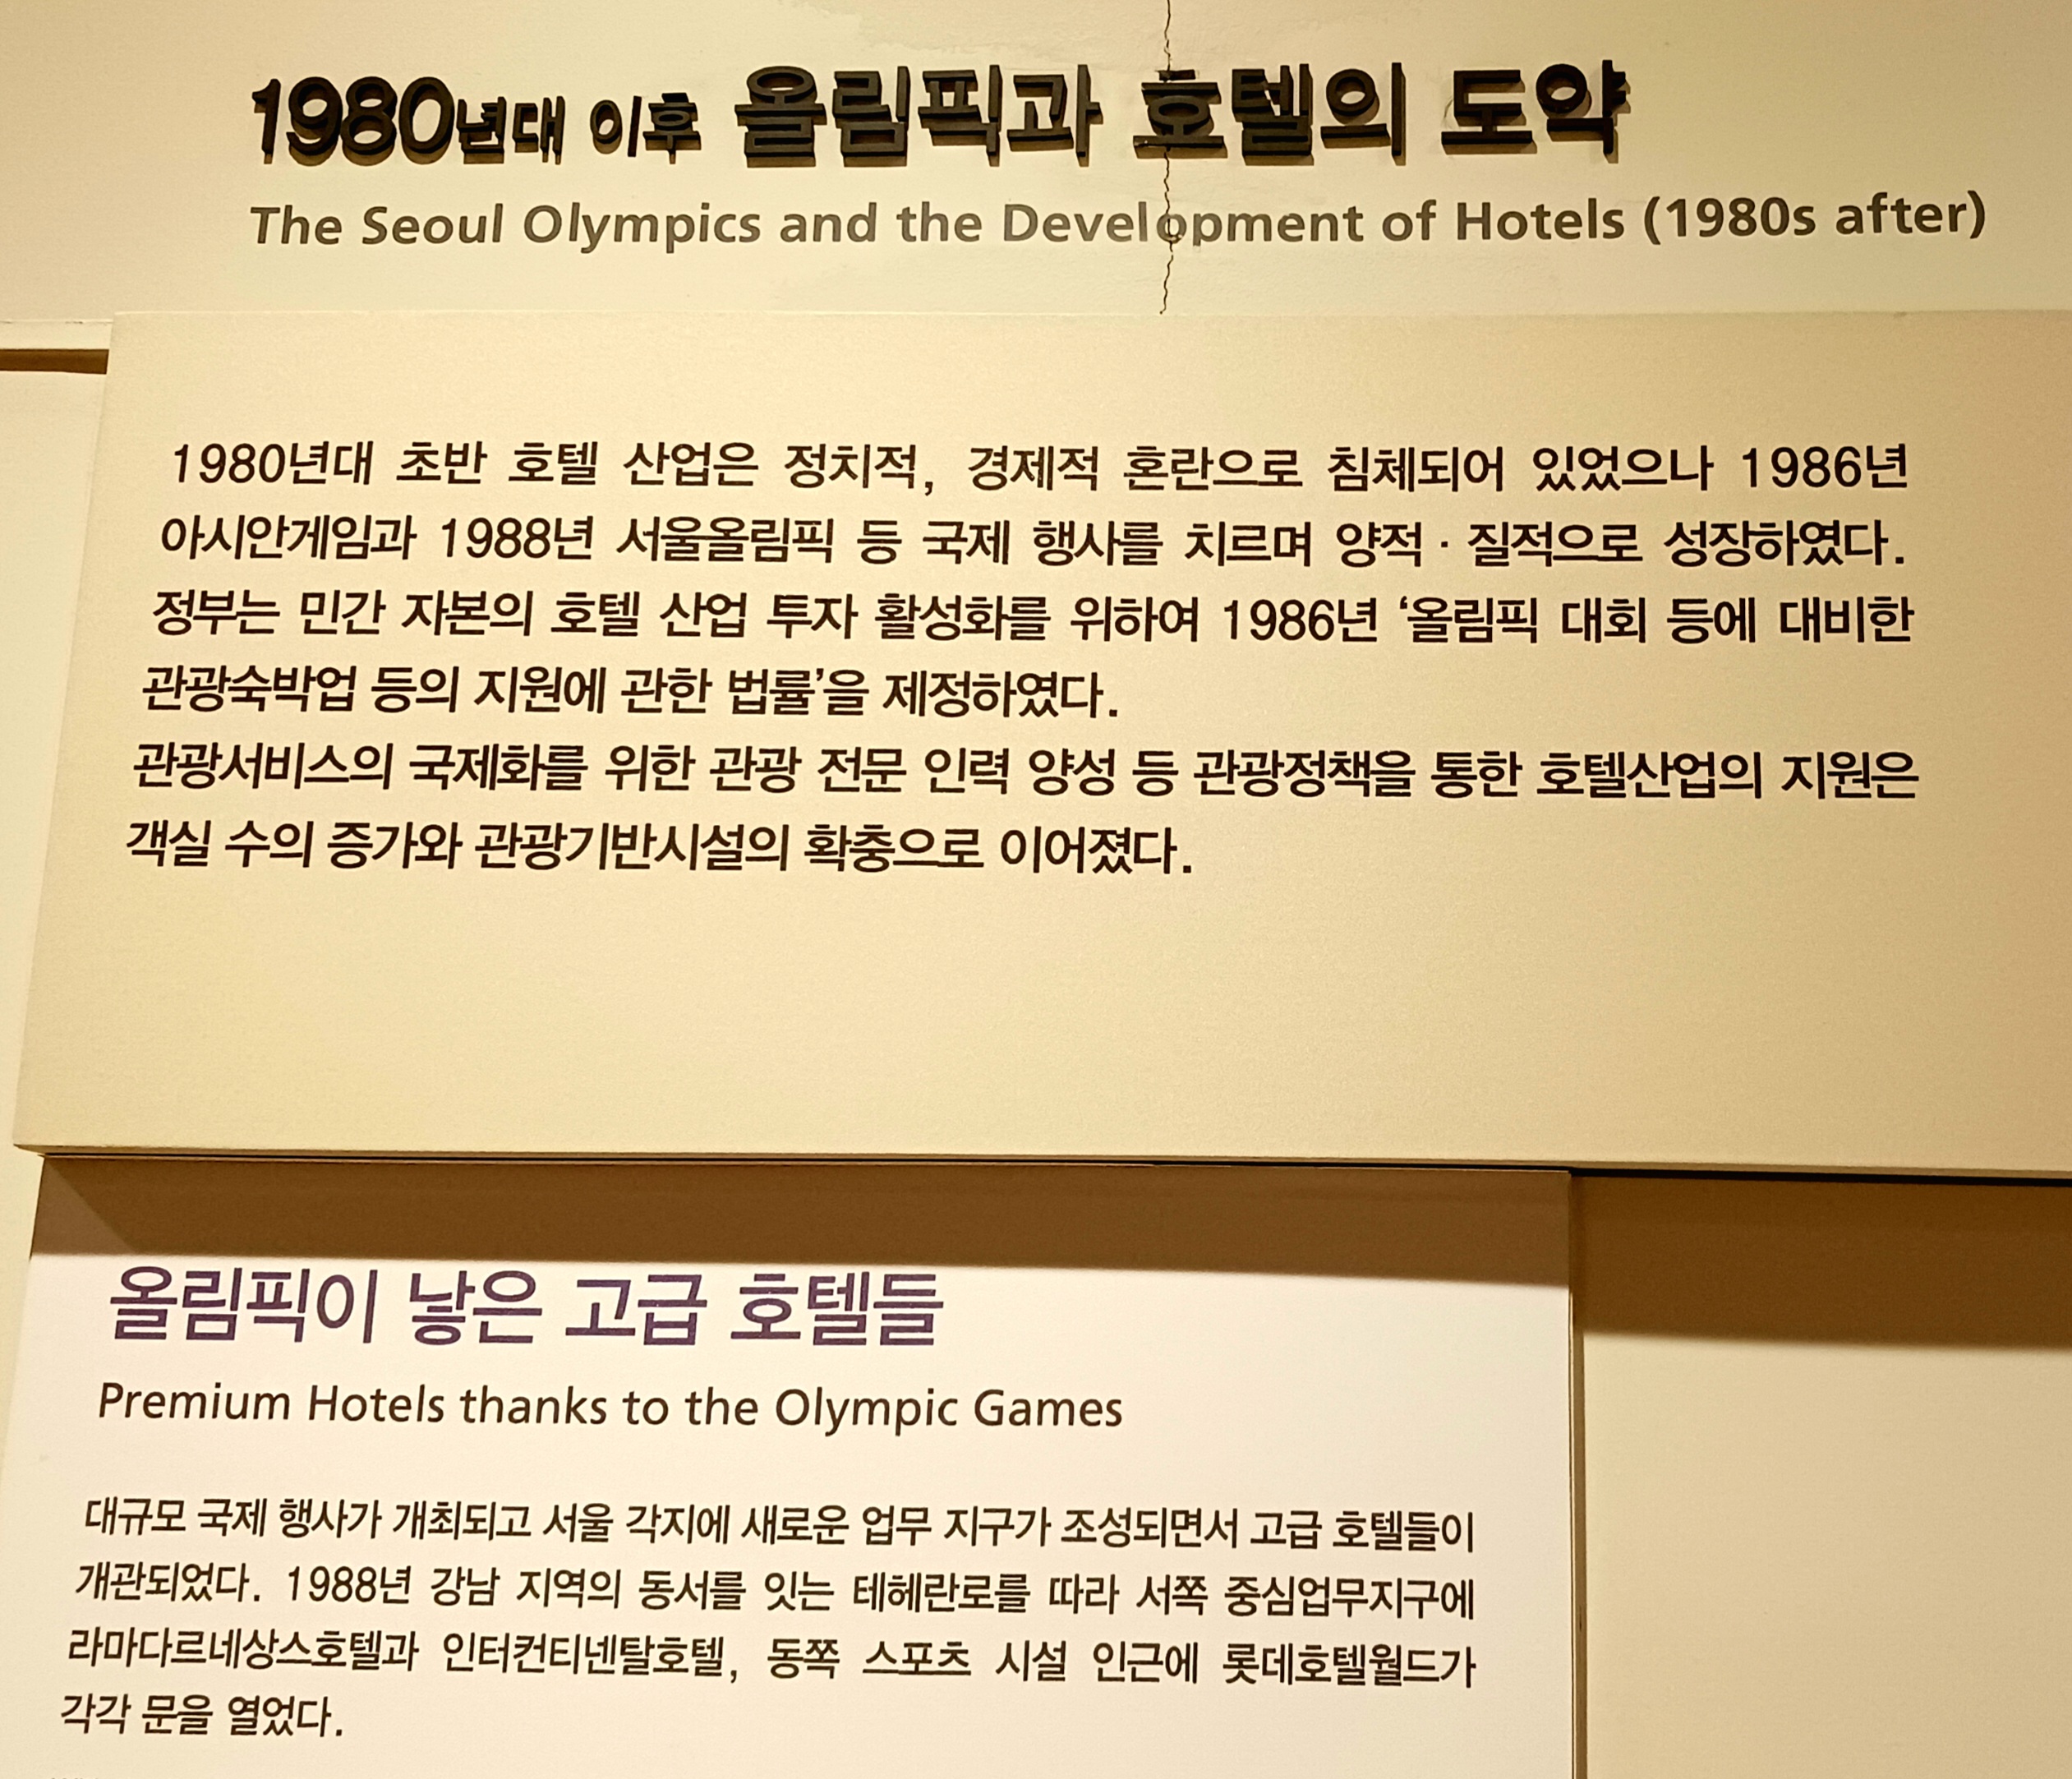 1980년대 이후 올림픽과 호텔의 도약
The Seoul Olympics and the Development of Hotels (1980s after)
1980년대 초반 호텔 산업은 정치적, 경제적 혼란으로 침체되어 있었으나 1986년
아시안게임과 1988년 서울올림픽 등 국제 행사를 치르며 양적 · 질적으로 성장하였다.
정부는 민간 자본의 호텔 산업 투자 활성화를 위하여 1986년 ‘올림픽 대회 등에 대비한
관광숙박업 등의 지원에 관한 법률’을 제정하였다.
관광서비스의 국제화를 위한 관광 전문 인력 양성 등 관광정책을 통한 호텔산업의 지원은
객실 수의 증가와 관광기반시설의 확충으로 이어졌다.
올림픽이 낳은 고급 호텔들
Premium Hotels thanks to the Olympic Games
대규모 국제 행사가 개최되고 서울 각지에 새로운 업무 지구가 조성되면서 고급 호텔들이
개관되었다. 1988년 강남 지역의 동서를 잇는 테헤란로를 따라 서쪽 중심업무지구에
라마다르네상스호텔과 인터컨티넨탈호텔, 동쪽 스포츠 시설 인근에 롯데호텔월드가
각각 문을 열었다.